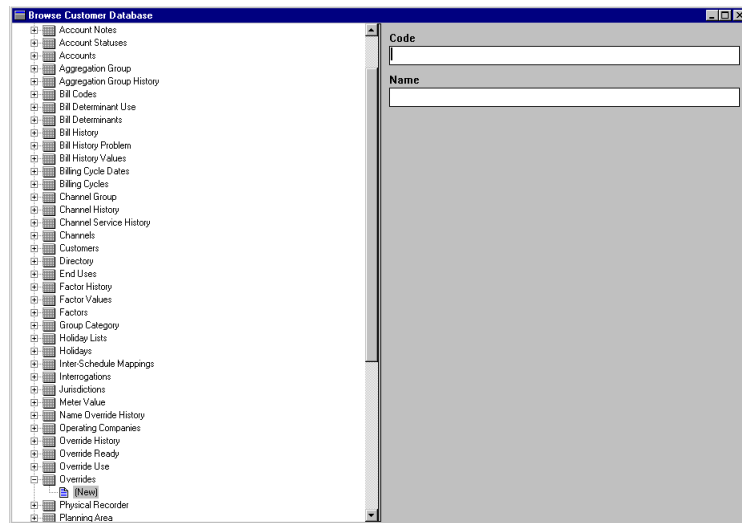 Browse Customer Database
Account Notes
Account Statuses
Accounts
Aggregation Group
Aggregation Group History
Bill Codes
Bill Determinant Use
Bill Determinants
Bill History
Bill History Problem
Bill History Values
Billing Cycle Dates
Billing Cycles
Channel Group
Channel History
Channel Service History
Channels
Customers
Directory
End Uses
Factor History
Factor Values
Factors
Group Category
Holiday Lists
Holidays
Inter-Schedule Mappings
Interrogations
Jurisdictions
Meter Value
Name Override History
Operating Companies
Override History
Override Ready
Override Use
Overrides
(New)
Physical Recorder
Planning Area
Code
Name